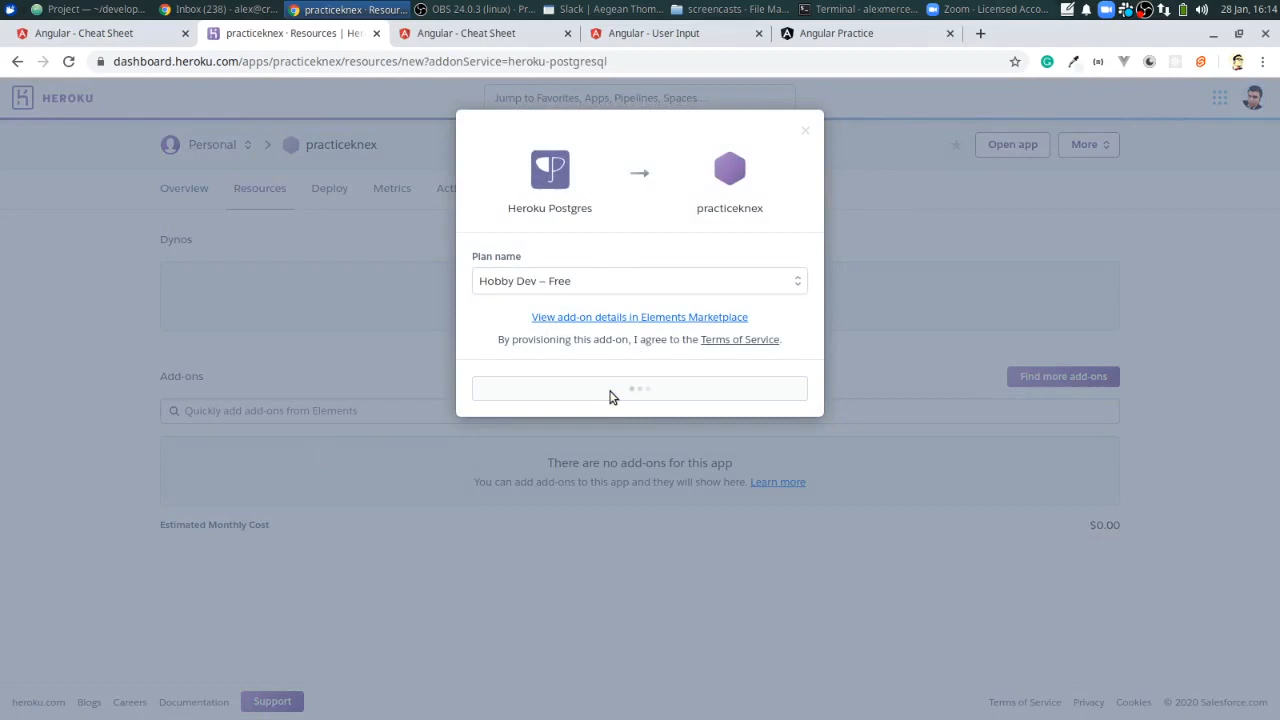 Project — ~/develop...
Inbox (238) - alex@cr...
practiceknex · Resour...
OBS 24.0.3 (linux) - Pr...
Slack | Aegean Thom...
screencasts - File Ma...
Terminal - alexmerce...
Zoom - Licensed Acco...
28 Jan, 16:14
Angular - Cheat Sheet
practiceknex · Resources | Her
Angular - Cheat Sheet
Angular - User Input
Angular Practice
dashboard.heroku.com/apps/practiceknex/resources/new?addonService=heroku-postgresql
HEROKU
Jump to Favorites, Apps, Pipelines, Spaces...
Personal
practiceknex
Open app
More
Overview
Resources
Deploy
Metrics
Acti
Heroku Postgres
practiceknex
Dynos
Plan name
Hobby Dev – Free
View add-on details in Elements Marketplace
By provisioning this add-on, I agree to the Terms of Service.
Add-ons
Find more add-ons
Quickly add add-ons from Elements
There are no add-ons for this app
You can add add-ons to this app and they will show here. Learn more
Estimated Monthly Cost
$0.00
heroku.com
Blogs
Careers
Documentation
Support
Terms of Service
Privacy
Cookies
© 2020 Salesforce.com